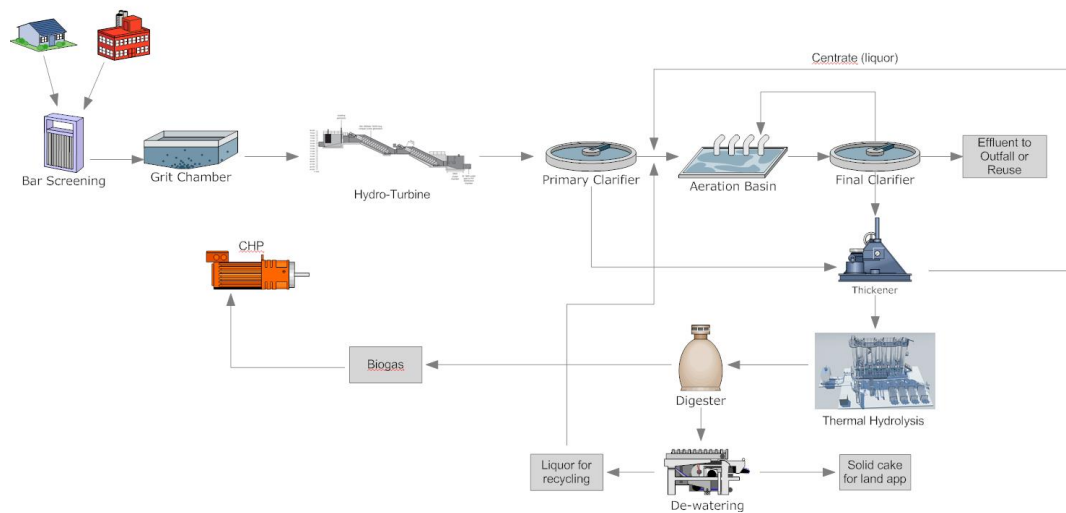 Centrate (liquor)
Bar Screening
Grit Chamber
Hydro-Turbine
Primary Clarifier
Aeration Basin
Final Clarifier
Effluent to
Outfall or
Reuse
CHP
Thickener
Biogas
Digester
Thermal Hydrolysis
Liquor for
recycling
De-watering
Solid cake
for land app